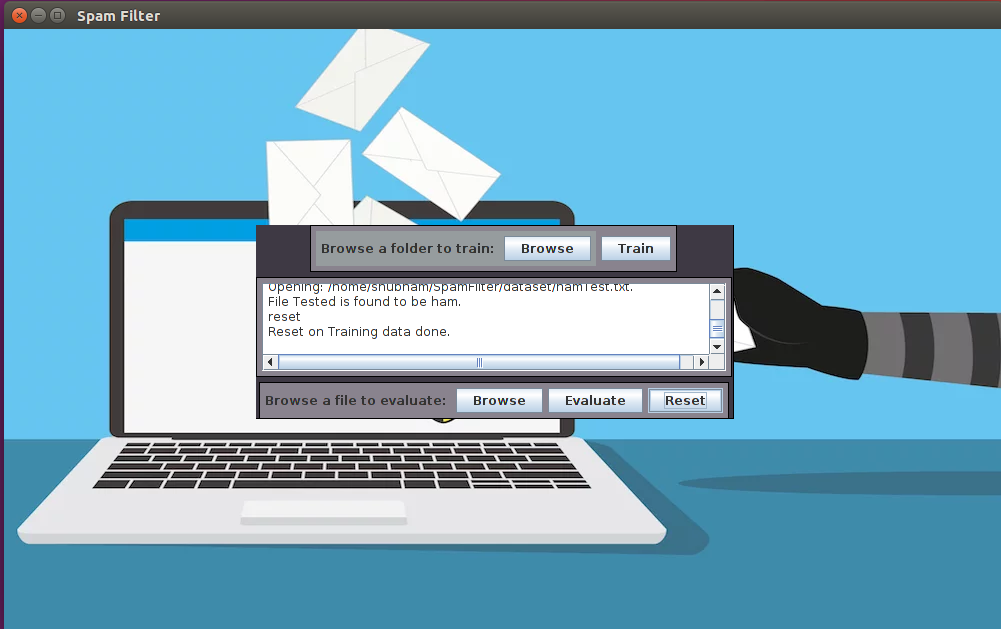 Spam Filter
Browse a folder to train: Browse Train
Opening: /home/shubham/SpamFilter/dataset/hamTest.txt.
File Tested is found to be ham.
reset
Reset on Training data done.
Browse a file to evaluate: Browse Evaluate Reset